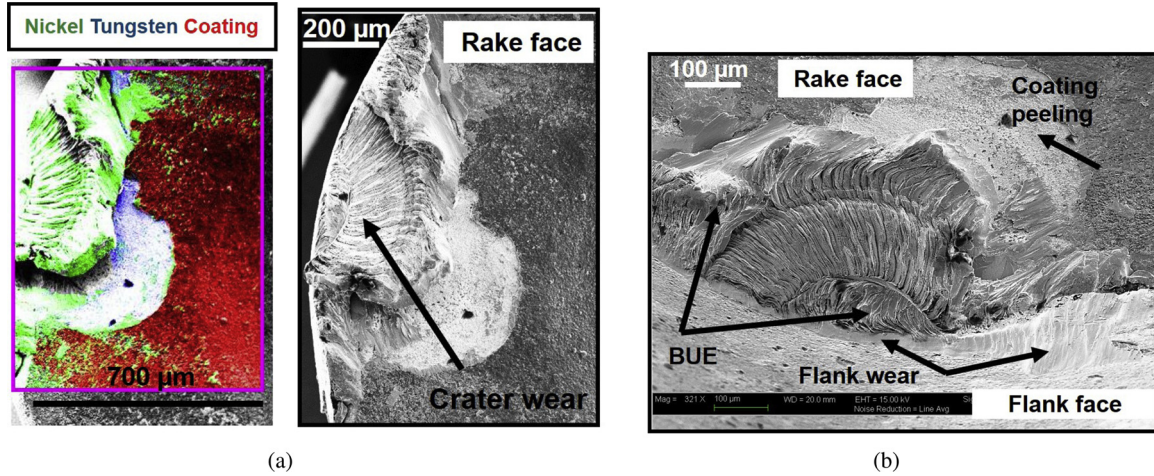 Nickel Tungsten Coating
700 µm
200 µm
Rake face
Crater wear
(a)
100 µm
Rake face
Coating
peeling
BUE
Flank wear
Flank face
Mag = 321 X
100 µm
WD = 20.0 mm
EHT = 15.00 kV
Noise Reduction = Line Avg
(b)